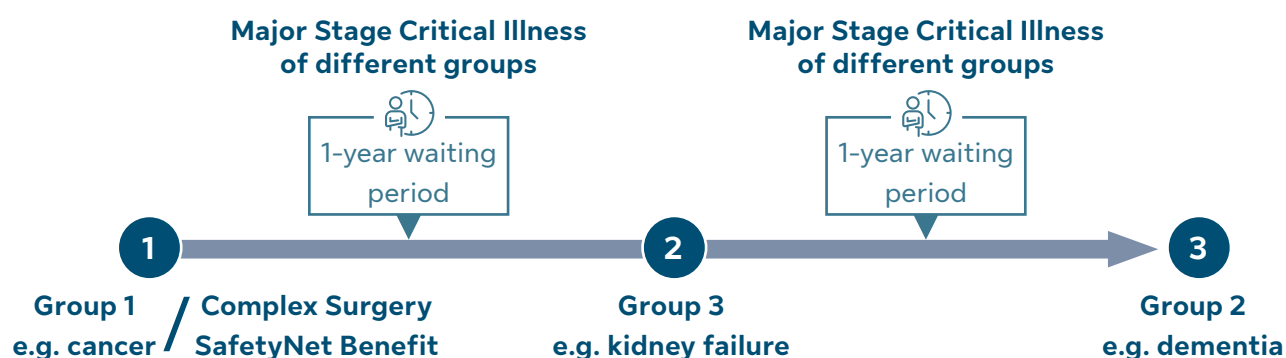 Major Stage Critical Illness
of different groups
1-year waiting
period
Major Stage Critical Illness
of different groups
1-year waiting
period
1
2
3
Group 1 / Complex Surgery
e.g. cancer SafetyNet Benefit
Group 3
e.g. kidney failure
Group 2
e.g. dementia